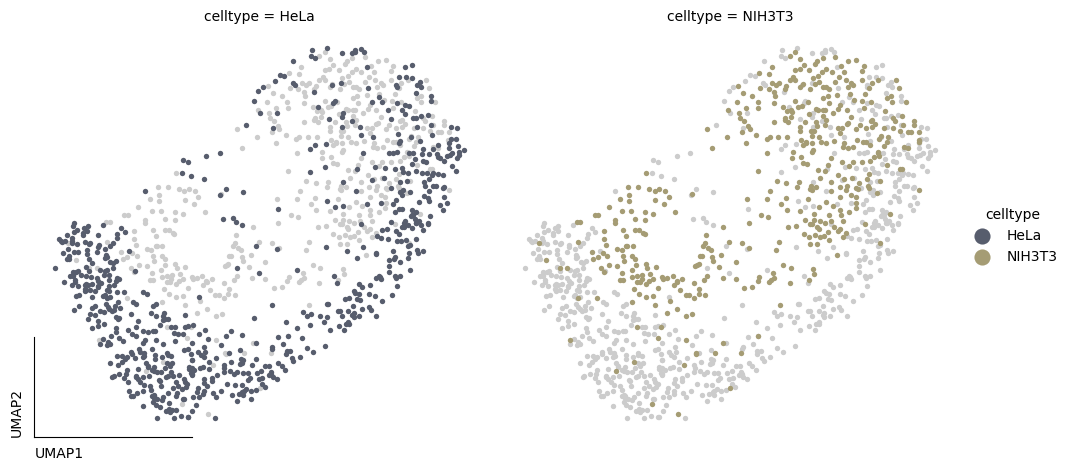 celltype = HeLa
celltype = NIH3T3
celltype
HeLa
NIH3T3
UMAP2
UMAP1